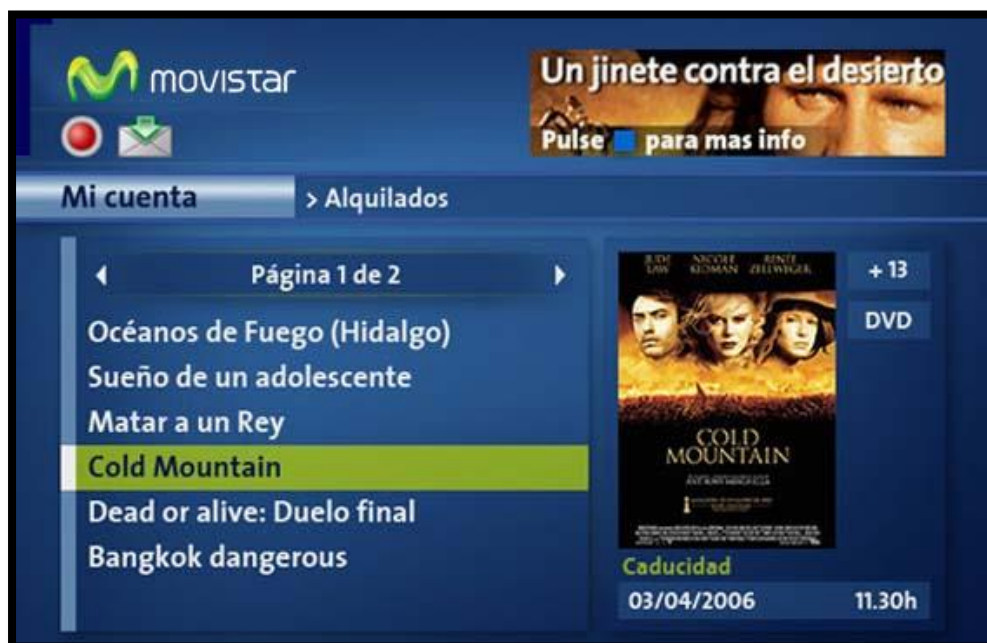 movistar
Un jinete contra el desierto
Pulse para mas info
Mi cuenta
> Alquilados
Página 1 de 2
Océanos de Fuego (Hidalgo)
Sueño de un adolescente
Matar a un Rey
Cold Mountain
Dead or alive: Duelo final
Bangkok dangerous
JUDE LAW NICOLE KIDMAN RENÉE ZELLWEGER
COLD
MOUNTAIN
+ 13
DVD
Caducidad
03/04/2006 11.30h